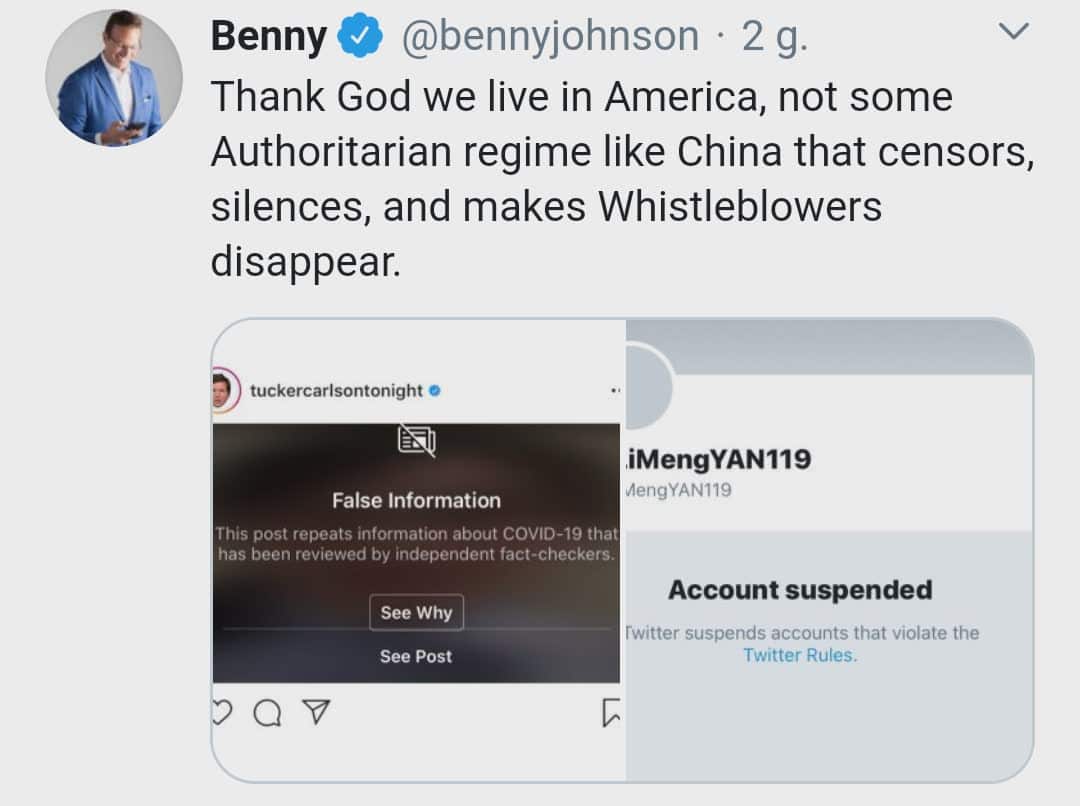 Benny @bennyjohnson · 2 g.
Thank God we live in America, not some
Authoritarian regime like China that censors,
silences, and makes Whistleblowers
disappear.
tuckercarlsontonight
False Information
This post repeats information about COVID-19 that
has been reviewed by independent fact-checkers.
See Why
See Post
iMengYAN119
MengYAN119
Account suspended
Twitter suspends accounts that violate the
Twitter Rules.